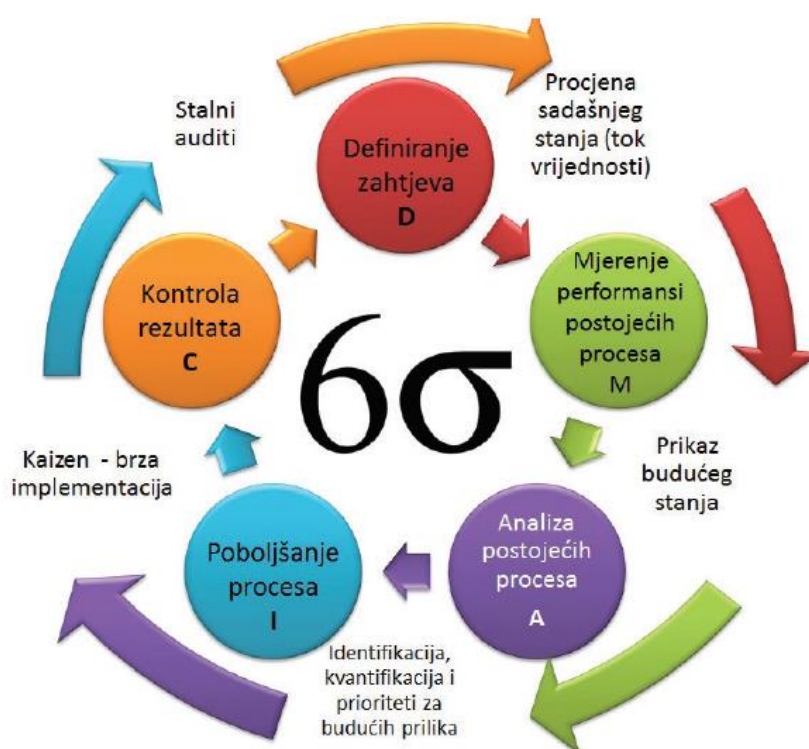 Stalni
auditi
Definiranje
zahtjeva
D
Procjena
sadašnjeg
stanja (tok
vrijednosti)
Mjerenje
performansi
postojećih
procesa
M
Prikaz
budućeg
stanja
Analiza
postojećih
procesa
A
Identifikacija,
kvantifikacija i
prioriteti za
budućih prilika
Poboljšanje
procesa
I
Kaizen - brza
implementacija
Kontrola
rezultata
C
6σ